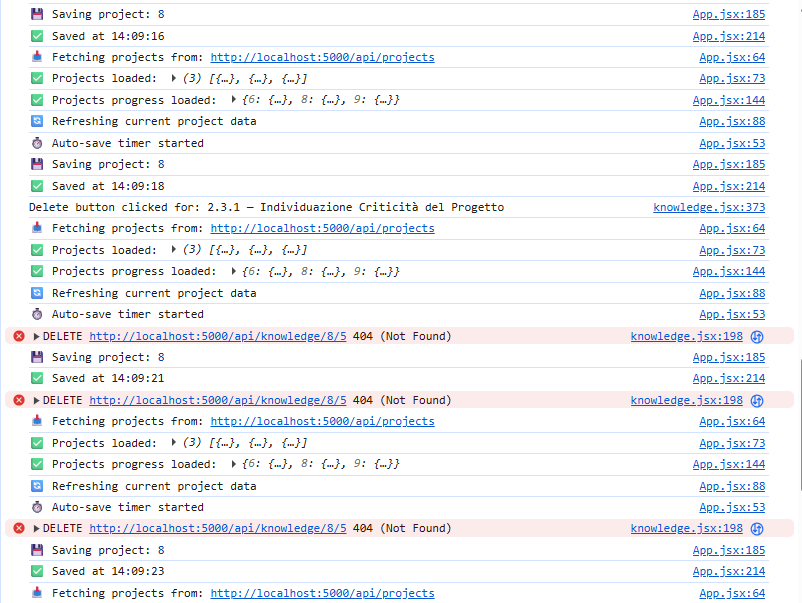 Saving project: 8 App.jsx:185
Saved at 14:09:16 App.jsx:214
Fetching projects from: http://localhost:5000/api/projects App.jsx:64
Projects loaded: (3) [{…}, {…}, {…}] App.jsx:73
Projects progress loaded: {6: {…}, 8: {…}, 9: {…}} App.jsx:144
Refreshing current project data App.jsx:88
Auto-save timer started App.jsx:53
Saving project: 8 App.jsx:185
Saved at 14:09:18 App.jsx:214
Delete button clicked for: 2.3.1 – Individuazione Criticità del Progetto knowledge.jsx:373
Fetching projects from: http://localhost:5000/api/projects App.jsx:64
Projects loaded: (3) [{…}, {…}, {…}] App.jsx:73
Projects progress loaded: {6: {…}, 8: {…}, 9: {…}} App.jsx:144
Refreshing current project data App.jsx:88
Auto-save timer started App.jsx:53
DELETE http://localhost:5000/api/knowledge/8/5 404 (Not Found) knowledge.jsx:198
Saving project: 8 App.jsx:185
Saved at 14:09:21 App.jsx:214
DELETE http://localhost:5000/api/knowledge/8/5 404 (Not Found) knowledge.jsx:198
Fetching projects from: http://localhost:5000/api/projects App.jsx:64
Projects loaded: (3) [{…}, {…}, {…}] App.jsx:73
Projects progress loaded: {6: {…}, 8: {…}, 9: {…}} App.jsx:144
Refreshing current project data App.jsx:88
Auto-save timer started App.jsx:53
DELETE http://localhost:5000/api/knowledge/8/5 404 (Not Found) knowledge.jsx:198
Saving project: 8 App.jsx:185
Saved at 14:09:23 App.jsx:214
Fetching projects from: http://localhost:5000/api/projects App.jsx:64